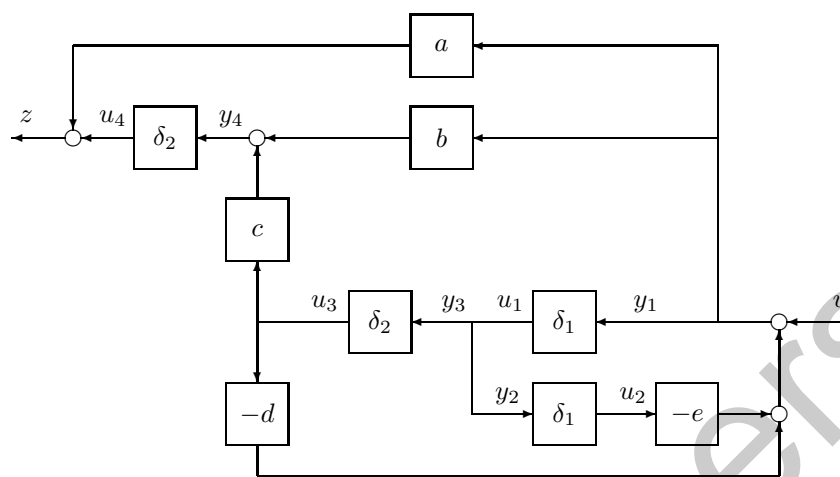 a
z u₄ δ₂ y₄ b
c
u₃ δ₂ y₃ u₁ δ₁ y₁
−d y₂ δ₁ u₂ −e